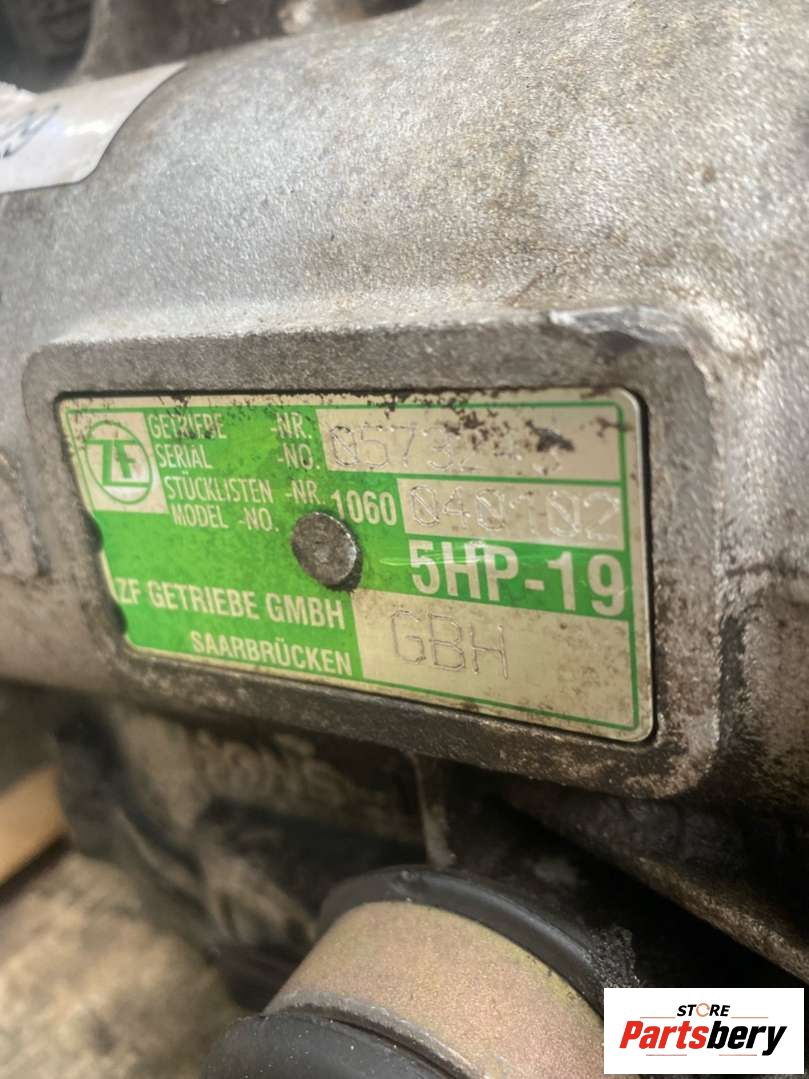 ZF
GETRIEBE -NR.
SERIAL -NO.
STÜCKLISTEN -NR. 1060 040102
MODEL -NO.
5HP-19
ZF GETRIEBE GMBH
SAARBRÜCKEN
GBH
STORE
Partsbery